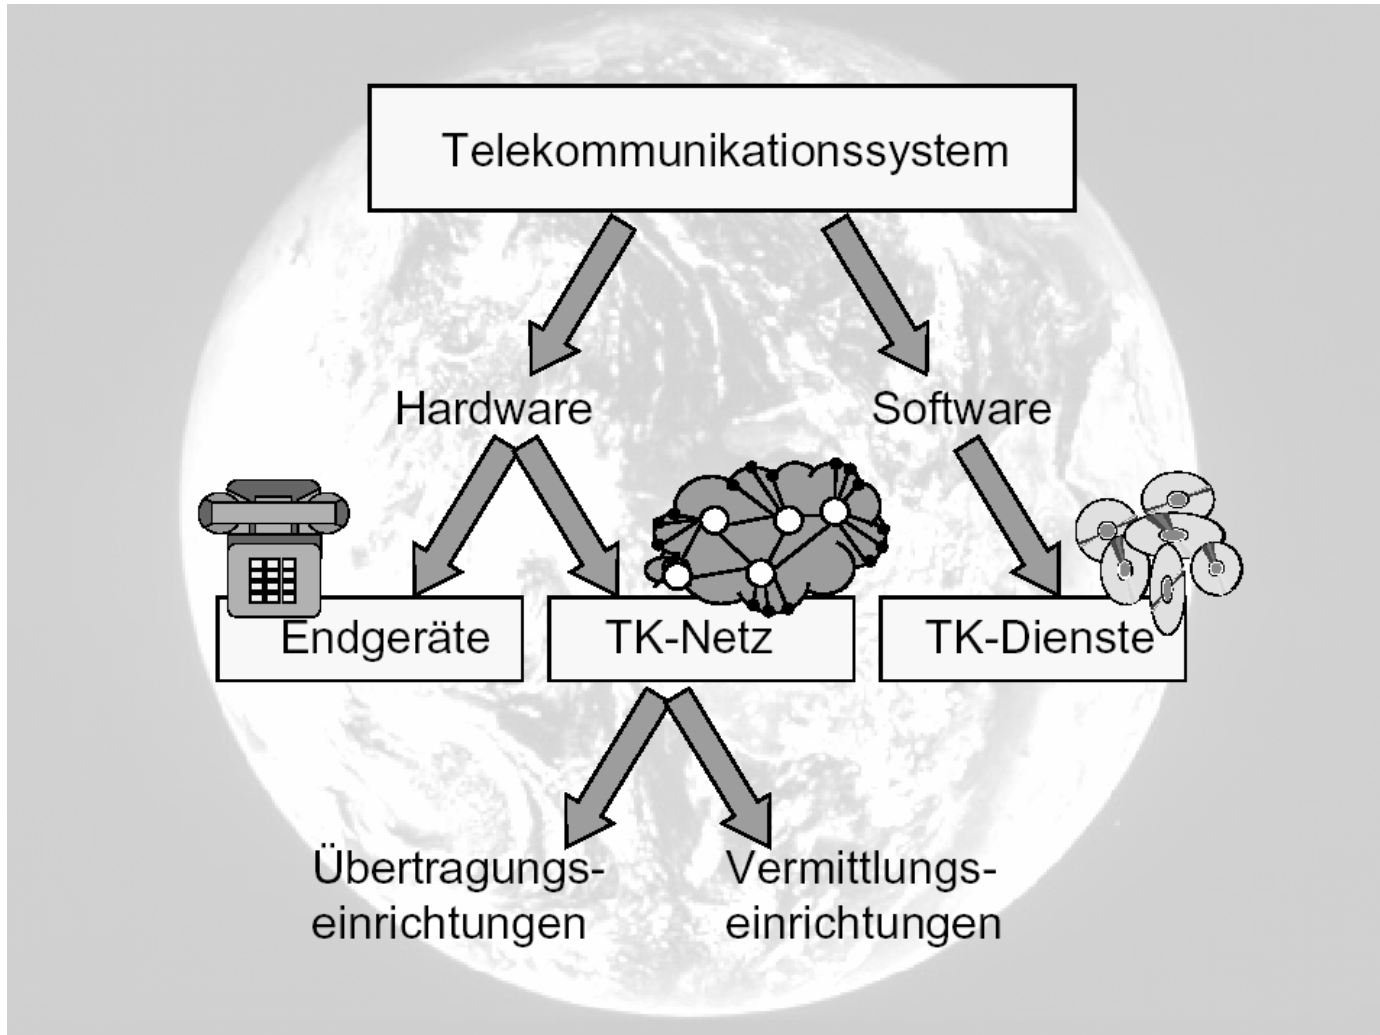 Telekommunikationssystem
Hardware
Software
Endgeräte
TK-Netz
TK-Dienste
Übertragungs-
einrichtungen
Vermittlungs-
einrichtungen